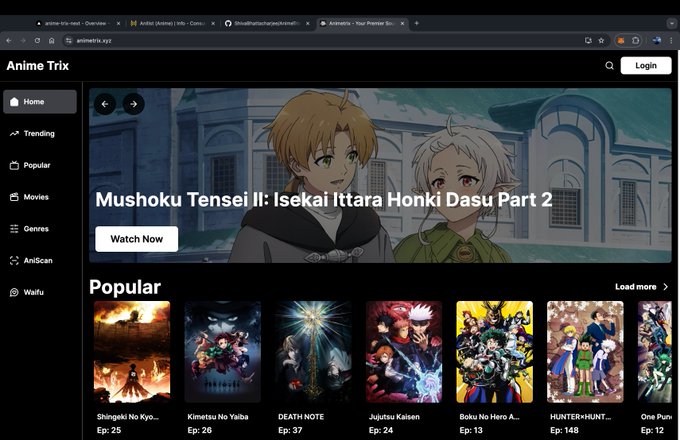 anime-trix-next - Overview -
Anilist (Anime) | Info - Consu
ShivaBhattacharjee/AnimeTri
Animetrix - Your Premier Sou
animetrix.xyz
Anime Trix
Login
Home
Trending
Popular
Movies
Genres
AniScan
Waifu
Mushoku Tensei II: Isekai Ittara Honki Dasu Part 2
Watch Now
Popular
Load more
Shingeki No Kyo...
Kimetsu No Yaiba
DEATH NOTE
Jujutsu Kaisen
Boku No Hero A...
HUNTER×HUNT...
One Punc
Ep: 25
Ep: 26
Ep: 37
Ep: 24
Ep: 13
Ep: 148
Ep: 12